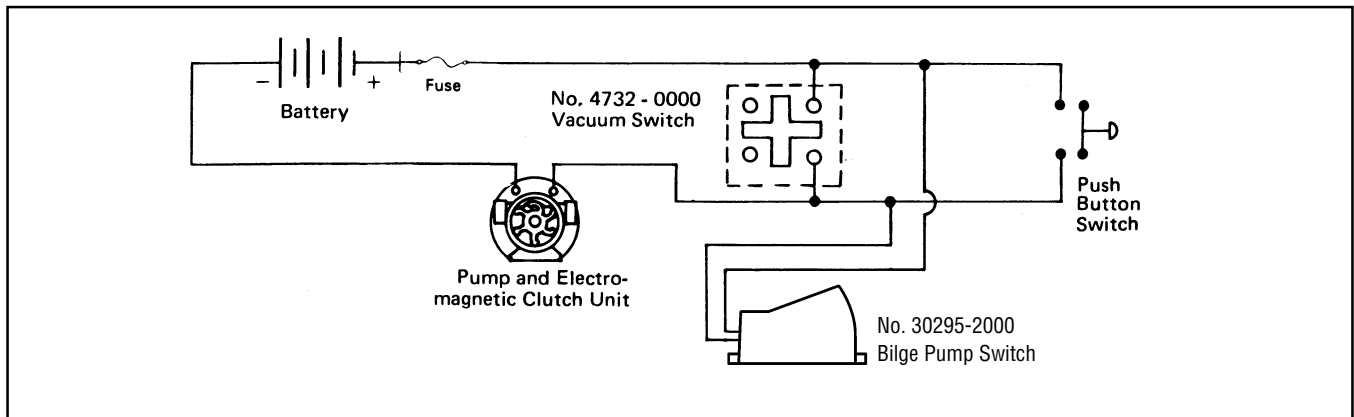 -
+
Battery
Fuse
No. 4732 - 0000
Vacuum Switch
Push
Button
Switch
Pump and Electro-
magnetic Clutch Unit
No. 30295-2000
Bilge Pump Switch